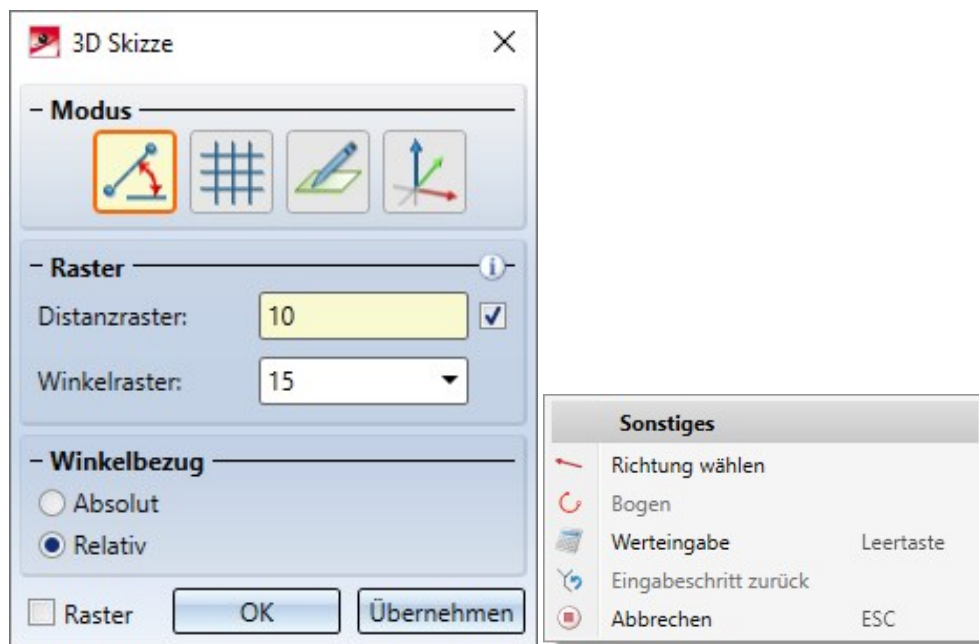 3D Skizze
Modus
Raster
Distanzraster: 10
Winkelraster: 15
Winkelbezug
Absolut
Relativ
Raster OK Übernehmen
Sonstiges
Richtung wählen
Bogen
Werteingabe Leertaste
Eingabeschritt zurück
Abbrechen ESC